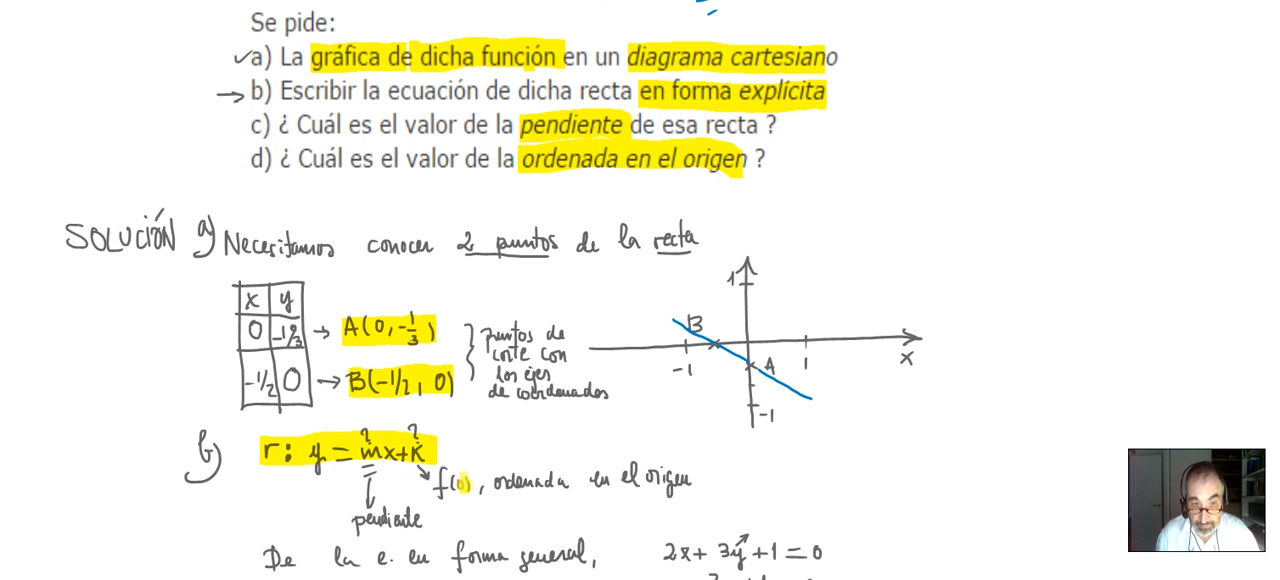 Se pide:
a) La gráfica de dicha función en un diagrama cartesiano
b) Escribir la ecuación de dicha recta en forma explícita
c) ¿ Cuál es el valor de la pendiente de esa recta ?
d) ¿ Cuál es el valor de la ordenada en el origen ?
SOLUCIÓN a) Necesitamos conocer 2 puntos de la recta
x y
0 -1/3 → A(0, -1/3)
-1/2 0 → B(-1/2, 0)
puntos de
corte con
los ejes
de coordenadas
1
B
-1 1 x
A
-1
b) r: y = mx + k
? ?
f(0), ordenada en el origen
pendiente
De la e. en forma general, 2x + 3y + 1 = 0